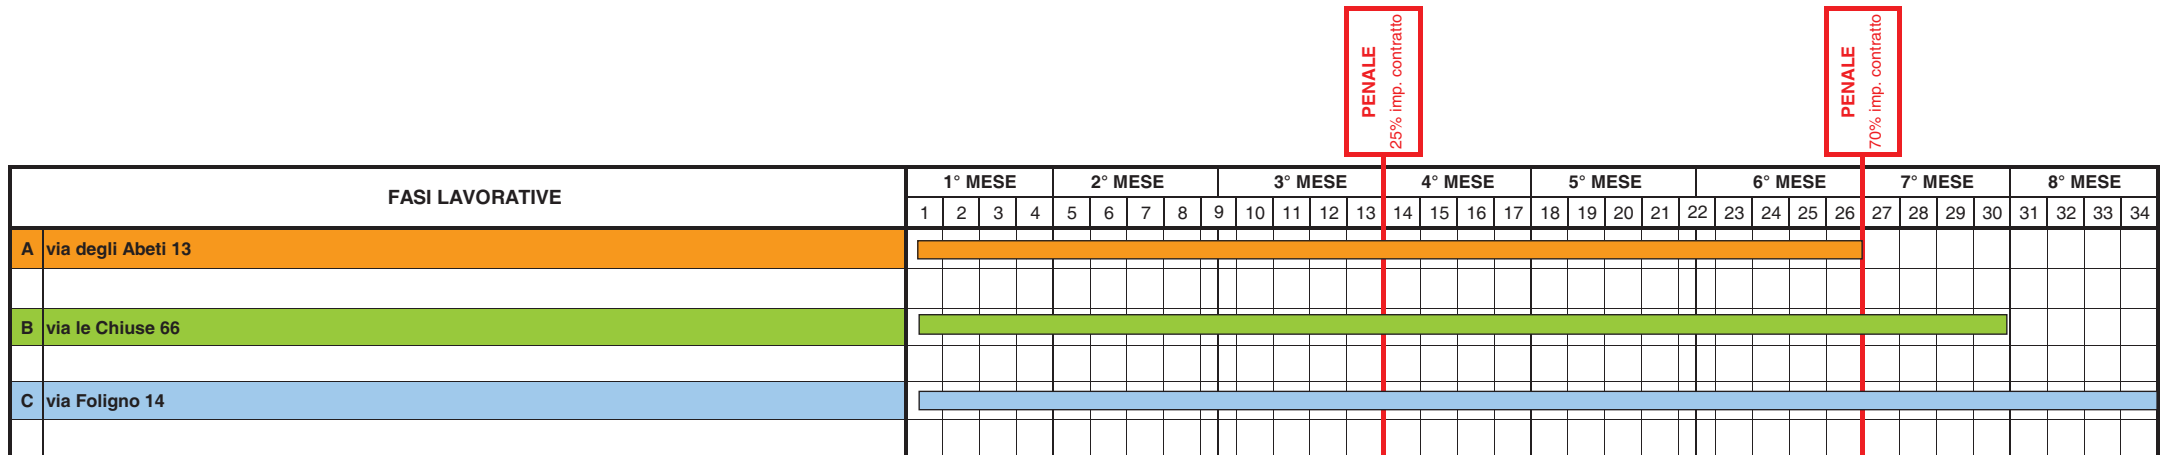 PENALE
25% imp. contratto
PENALE
70% imp. contratto
FASI LAVORATIVE
1° MESE 2° MESE 3° MESE 4° MESE 5° MESE 6° MESE 7° MESE 8° MESE
1 2 3 4 5 6 7 8 9 10 11 12 13 14 15 16 17 18 19 20 21 22 23 24 25 26 27 28 29 30 31 32 33 34
A via degli Abeti 13
B via le Chiuse 66
C via Foligno 14